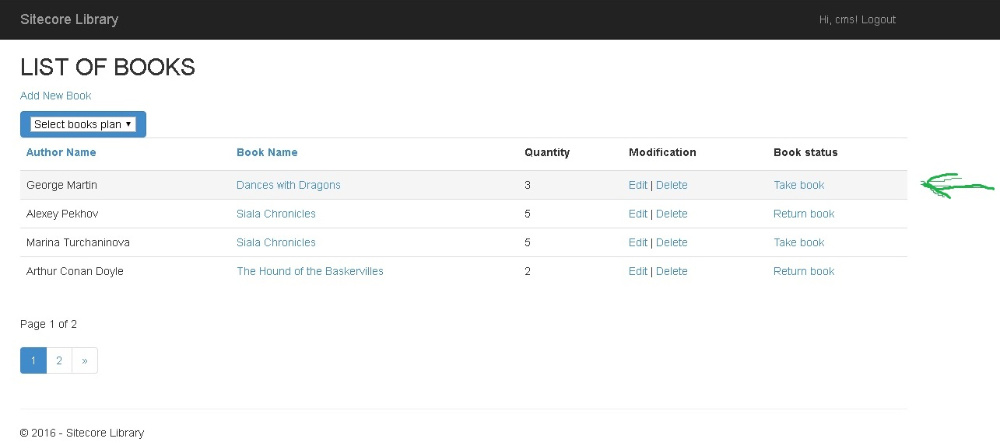 Sitecore Library Hi, cms! Logout
LIST OF BOOKS
Add New Book
Select books plan
Author Name Book Name Quantity Modification Book status
George Martin Dances with Dragons 3 Edit | Delete Take book
Alexey Pekhov Siala Chronicles 5 Edit | Delete Return book
Marina Turchaninova Siala Chronicles 5 Edit | Delete Take book
Arthur Conan Doyle The Hound of the Baskervilles 2 Edit | Delete Return book
Page 1 of 2
1 2 »
© 2016 - Sitecore Library